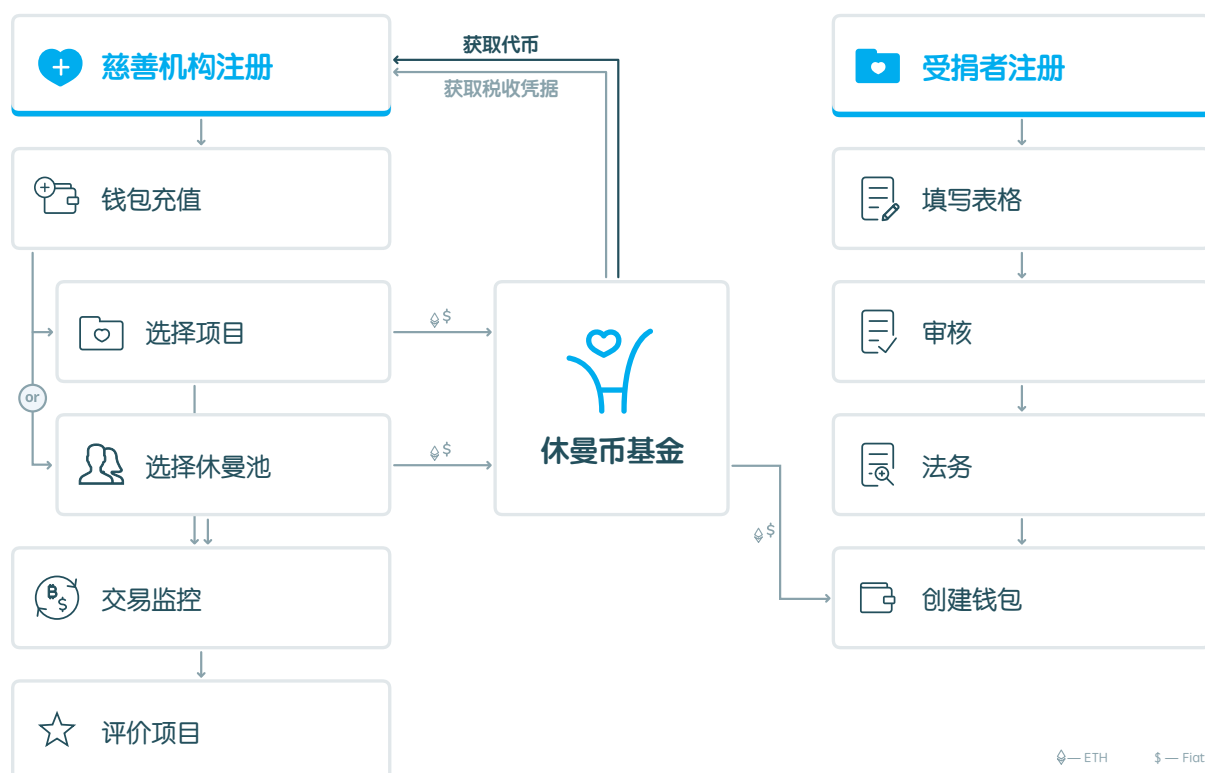 慈善机构注册
获取代币
获取税收凭据
受捐者注册
钱包充值
填写表格
选择项目
$
审核
or
选择休曼池
$
休曼币基金
法务
$
交易监控
创建钱包
评价项目
— ETH
$ — Fiat